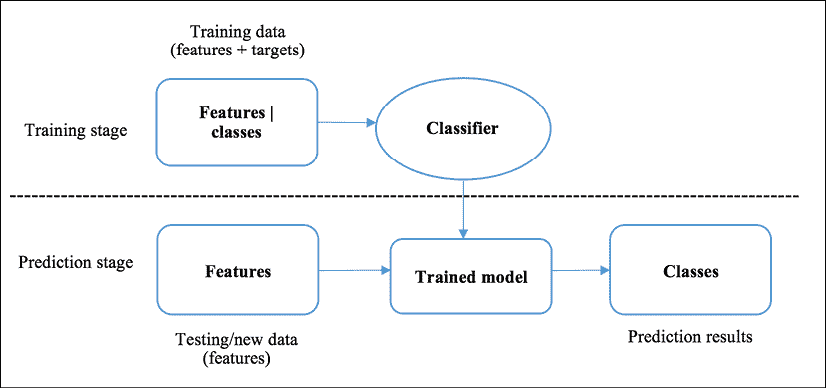 Training data
(features + targets)
Features |
classes
Classifier
Training stage
Prediction stage
Features
Trained model
Classes
Testing/new data
(features)
Prediction results